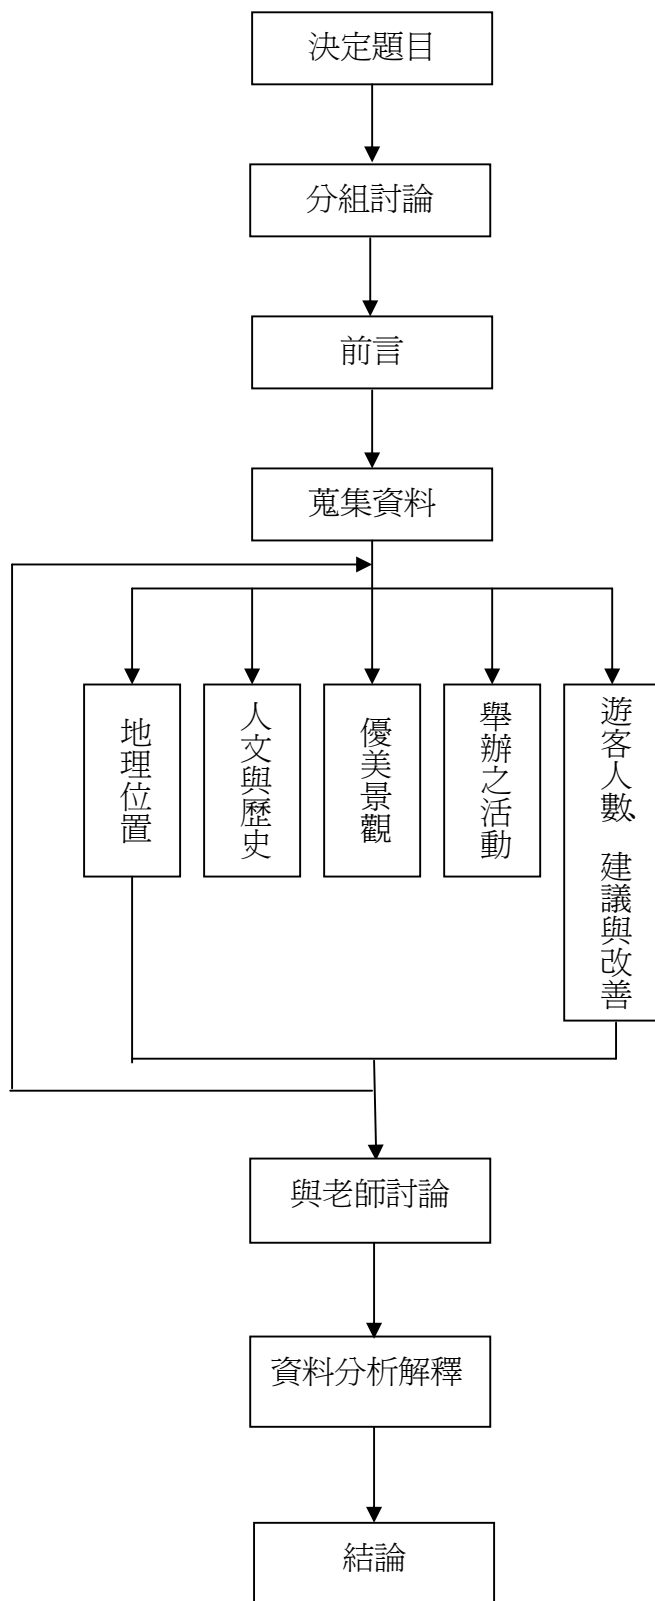 決定題目
分組討論
前言
蒐集資料
地理位置
人文與歷史
優美景觀
舉辦之活動
遊客人數、建議與改善
與老師討論
資料分析解釋
結論